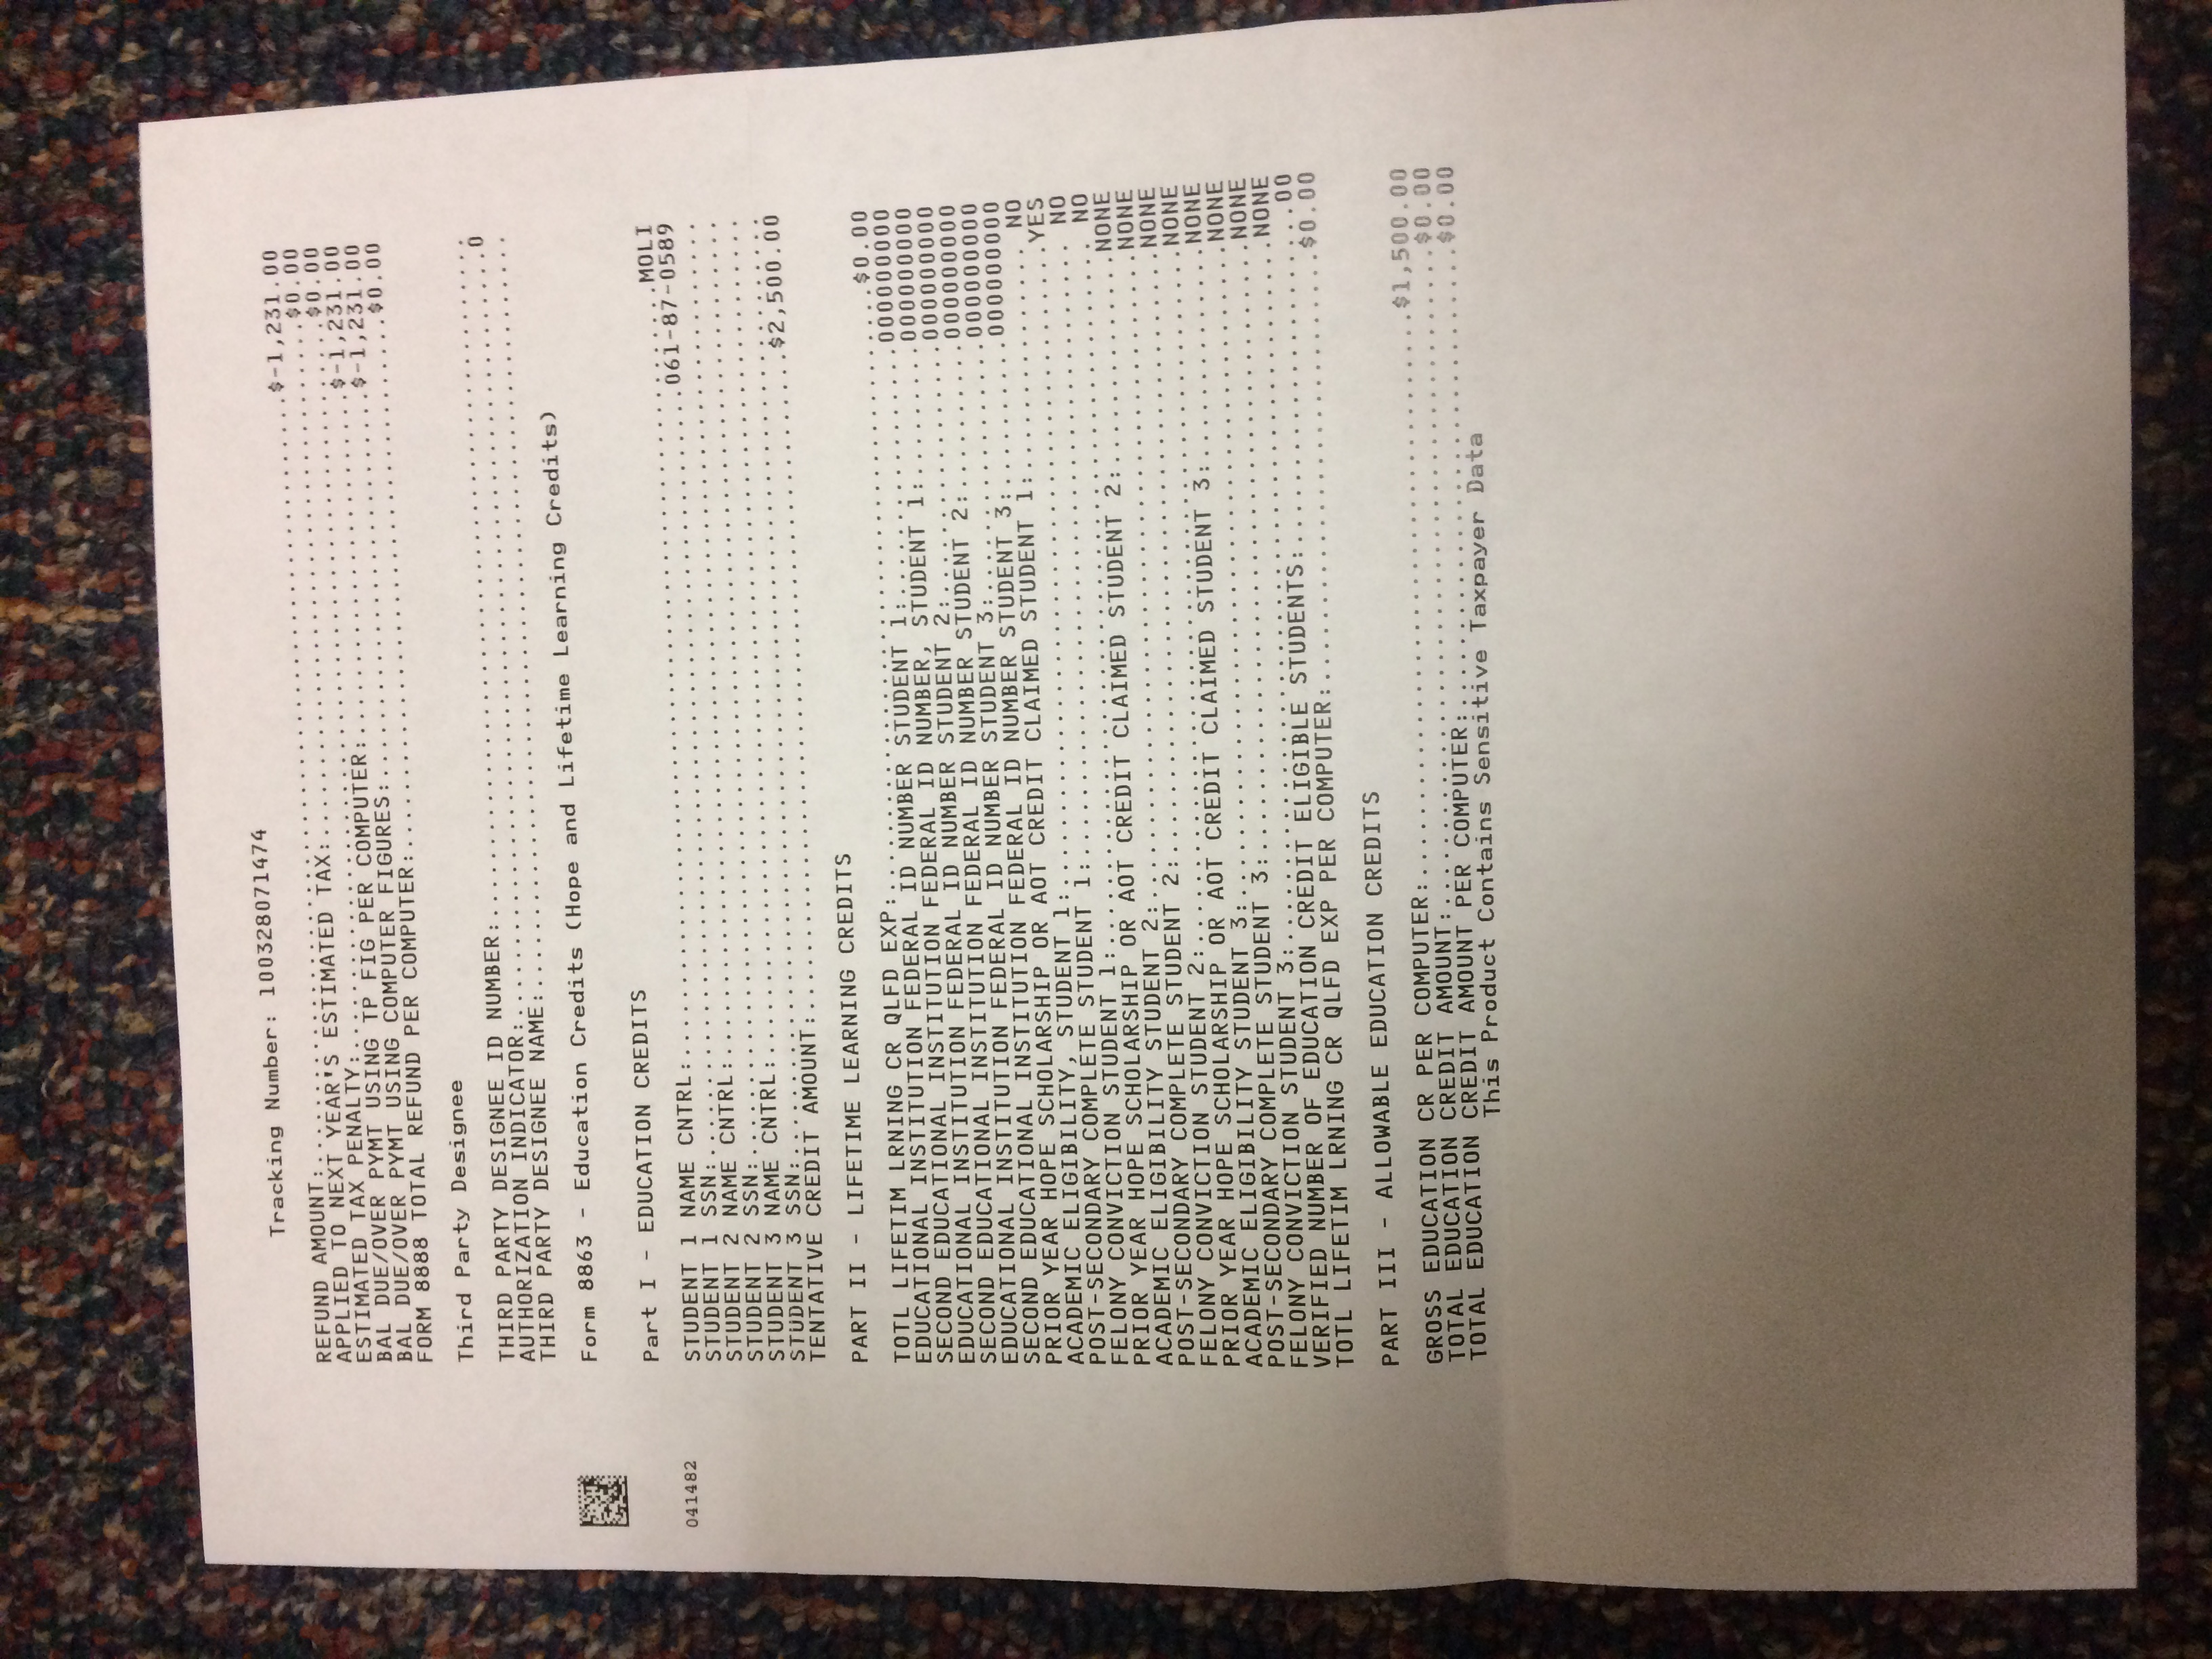 Tracking Number: 100328071474
REFUND AMOUNT:..........$-1,231.00
APPLIED TO NEXT YEAR'S ESTIMATED TAX:..........$0.00
ESTIMATED TAX PENALTY:..........$0.00
BAL DUE/OVER PYMT USING TP FIG PER COMPUTER:..........$-1,231.00
BAL DUE/OVER PYMT USING COMPUTER FIGURES:..........$-1,231.00
FORM 8888 TOTAL REFUND PER COMPUTER:..........$0.00
Third Party Designee
THIRD PARTY DESIGNEE ID NUMBER:..........
AUTHORIZATION INDICATOR:..........0
THIRD PARTY DESIGNEE NAME:..........
Form 8863 - Education Credits (Hope and Lifetime Learning Credits)
Part I - EDUCATION CREDITS
STUDENT 1 NAME CNTRL:..........MOLI
041482
STUDENT 1 SSN:..........061-87-0589
STUDENT 2 NAME CNTRL:..........
STUDENT 2 SSN:..........
STUDENT 3 NAME CNTRL:..........
STUDENT 3 SSN:..........
TENTATIVE CREDIT AMOUNT:..........$2,500.00
PART II - LIFETIME LEARNING CREDITS
TOTL LIFETIM LRNING CR QLFD EXP:..........$0.00
EDUCATIONAL INSTITUTION FEDERAL ID NUMBER STUDENT 1:..........000000000
SECOND EDUCATIONAL INSTITUTION FEDERAL ID NUMBER, STUDENT 1:.........000000000
EDUCATIONAL INSTITUTION FEDERAL ID NUMBER STUDENT 2:..........000000000
SECOND EDUCATIONAL INSTITUTION FEDERAL ID NUMBER STUDENT 2:..........000000000
EDUCATIONAL INSTITUTION FEDERAL ID NUMBER STUDENT 3:..........000000000
SECOND EDUCATIONAL INSTITUTION FEDERAL ID NUMBER STUDENT 3:..........000000000
PRIOR YEAR HOPE SCHOLARSHIP OR AOT CREDIT CLAIMED STUDENT 1:.......... NO
ACADEMIC ELIGIBILITY, STUDENT 1:..........YES
POST-SECONDARY COMPLETE STUDENT 1:.......... NO
FELONY CONVICTION STUDENT 1:.......... NO
PRIOR YEAR HOPE SCHOLARSHIP OR AOT CREDIT CLAIMED STUDENT 2:..........NONE
ACADEMIC ELIGIBILITY STUDENT 2:..........NONE
POST-SECONDARY COMPLETE STUDENT 2:..........NONE
FELONY CONVICTION STUDENT 2:..........NONE
PRIOR YEAR HOPE SCHOLARSHIP OR AOT CREDIT CLAIMED STUDENT 3:..........NONE
ACADEMIC ELIGIBILITY STUDENT 3:..........NONE
POST-SECONDARY COMPLETE STUDENT 3:..........NONE
FELONY CONVICTION STUDENT 3:..........NONE
VERIFIED NUMBER OF EDUCATION CREDIT ELIGIBLE STUDENTS:..........00
TOTL LIFETIM LRNING CR QLFD EXP PER COMPUTER:..........$0.00
PART III - ALLOWABLE EDUCATION CREDITS
GROSS EDUCATION CR PER COMPUTER:..........$1,500.00
TOTAL EDUCATION CREDIT AMOUNT:..........$0.00
TOTAL EDUCATION CREDIT AMOUNT PER COMPUTER:..........$0.00
This Product Contains Sensitive Taxpayer Data